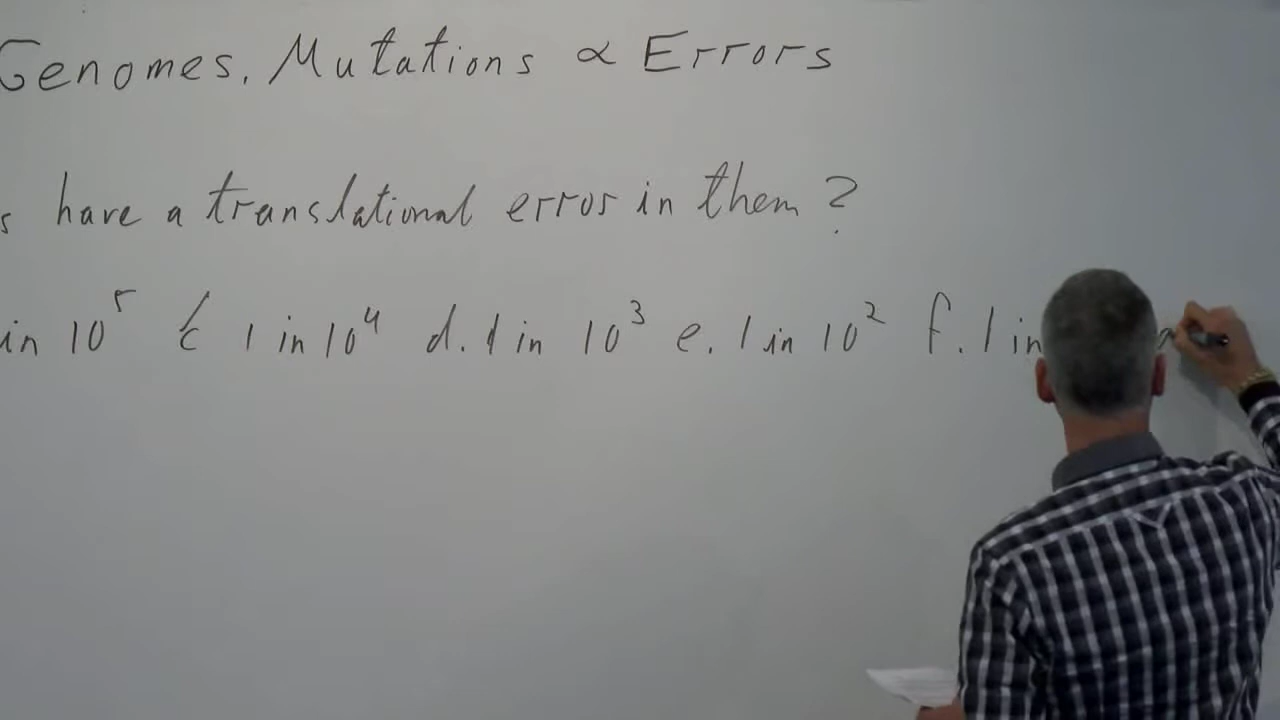 Genomes, Mutations & Errors
s have a translational error in them?
in 10⁵ c 1 in 10⁴ d. 1 in 10³ e. 1 in 10² f. 1 in